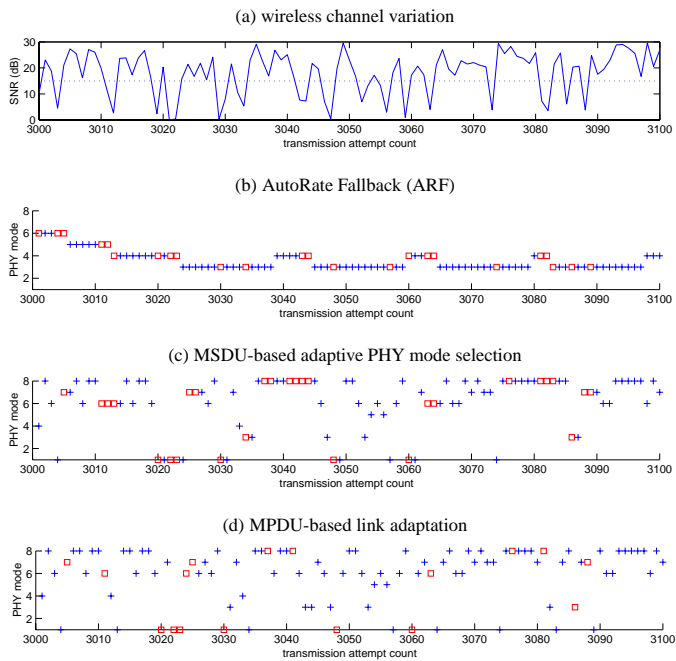 (a) wireless channel variation
30
20
10
0
SNR (dB)
3000 3010 3020 3030 3040 3050 3060 3070 3080 3090 3100
transmission attempt count
(b) AutoRate Fallback (ARF)
8
6
4
2
PHY mode
3000 3010 3020 3030 3040 3050 3060 3070 3080 3090 3100
transmission attempt count
(c) MSDU-based adaptive PHY mode selection
8
6
4
2
PHY mode
3000 3010 3020 3030 3040 3050 3060 3070 3080 3090 3100
transmission attempt count
(d) MPDU-based link adaptation
8
6
4
2
PHY mode
3000 3010 3020 3030 3040 3050 3060 3070 3080 3090 3100
transmission attempt count